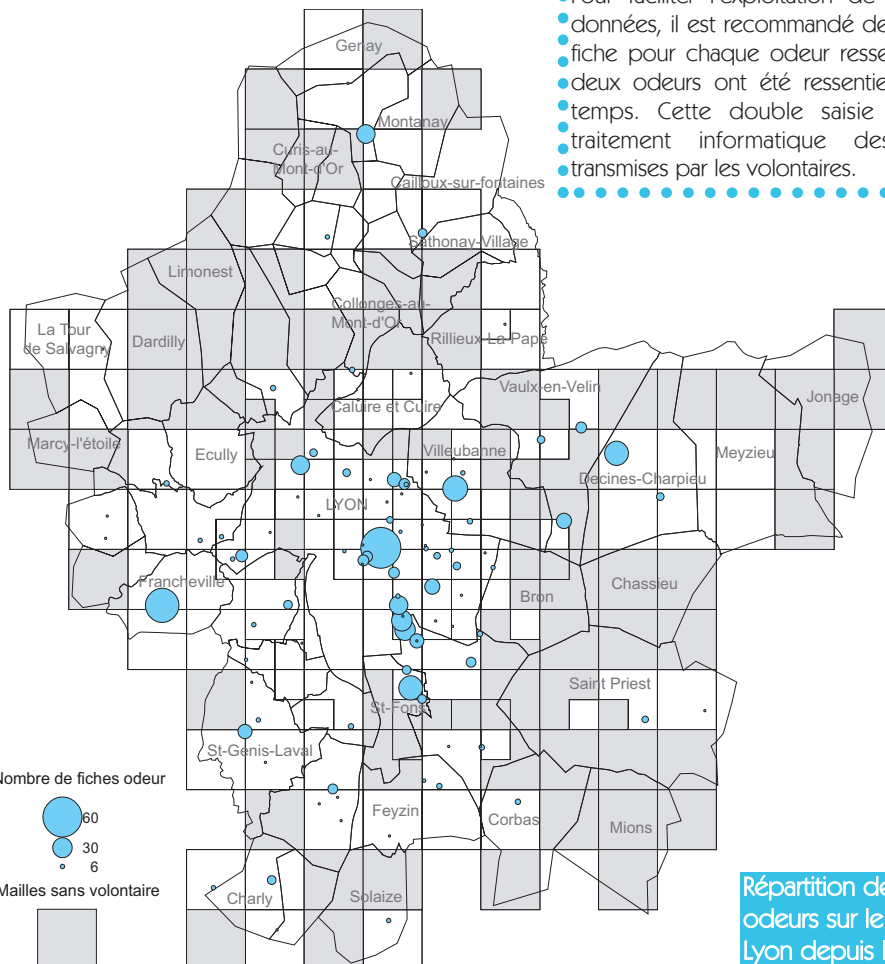 données, il est recommandé de
fiche pour chaque odeur
deux odeurs ont été
temps. Cette double saisie
traitement informatique des
transmises par les volontaires.
Genay
Montanay
Curis-au-
Mont-d'Or
Cailloux-sur-fontaines
Sathonay-Village
Limonest
Collonges-au-
Mont-d'Or
La Tour
de Salvagny
Dardilly
Rillieux-La-Pape
Vaulx-en-Velin
Jonage
Caluire et Cuire
Marcy-l'étoile
Ecully
Villeubanne
Meyzieu
Decines-Charpieu
LYON
Francheville
Bron
Chassieu
Saint Priest
St-Fons
St-Genis-Laval
Nombre de fiches odeur
60
30
6
Feyzin
Corbas
Mions
Mailles sans volontaire
Charly
Solaize
Répartition
odeurs sur le
Lyon depuis